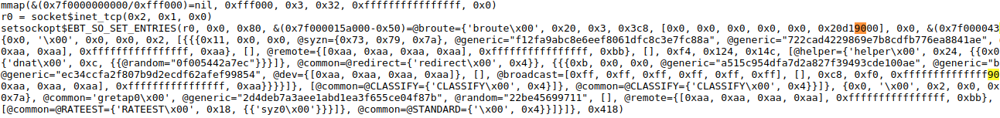 mmap(&(0x7f0000000000/0xfff000)=nil, 0xfff000, 0x3, 0x32, 0xffffffffffffffff, 0x0)
r0 = socket$inet_tcp(0x2, 0x1, 0x0)
setsockopt$EBT_SO_SET_ENTRIES(r0, 0x0, 0x80, &(0x7f000015a000-0x50)=@broute={'broute\x00', 0x20, 0x3, 0x3c8, [0x0, 0x0, 0x0, 0x0, 0x0, 0x20d19000], 0x0, &(0x7f000043
{0x0, '\x00', 0x0, 0x0, 0x2, [{{{0x11, 0x0, 0x0, @syzn={0x73, 0x79, 0x7a}, @generic="f12fa9abc8e6eef8061dfc8c3e7fc88a", @generic="722cad4229869e7b8cdfb776ea8841ae",
0xaa, 0xaa], 0xffffffffffffffff, 0xaa}, [], @remote={[0xaa, 0xaa, 0xaa, 0xaa], 0xffffffffffffffff, 0xbb}, [], 0xf4, 0x124, 0x14c, [@helper={'helper\x00', 0x24, {{0x0
{'dnat\x00', 0xc, {{@random="0f005442a7ec"}}}]}, @common=@redirect={'redirect\x00', 0x4}}, {{{0xb, 0x0, 0x0, @generic="a515c954dfa7d2a827f39493cde100ae", @generic="b
@generic="ec34ccfa2f807b9d2ecdf62afef99854", @dev={[0xaa, 0xaa, 0xaa, 0xaa]}, [], @broadcast=[0xff, 0xff, 0xff, 0xff, 0xff, 0xff], [], 0xc8, 0xf0, 0xffffffffffffff90
0xaa, 0xaa, 0xaa], 0xffffffffffffffff, 0xaa}}}}]}, [@common=@CLASSIFY={'CLASSIFY\x00', 0x4}]}, @common=@CLASSIFY={'CLASSIFY\x00', 0x4}}]}, {0x0, '\x00', 0x2, 0x0, 0x
0x7a}, @common='gretap0\x00', @generic="2d4deb7a3aee1abd1ea3f655ce04f87b", @random="22be45699711", [], @remote={[0xaa, 0xaa, 0xaa, 0xaa], 0xffffffffffffffff, 0xbb},
[@common=@RATEEST={'RATEEST\x00', 0x18, {{'syz0\x00'}}}]}, @common=@STANDARD={'\x00', 0x4}}]}]}, 0x418)